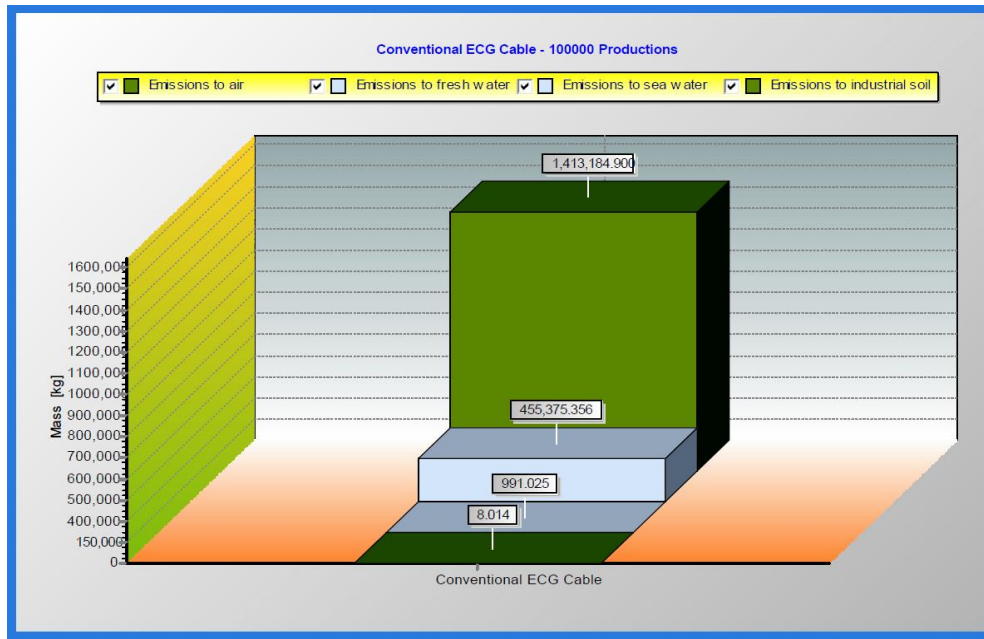 Conventional ECG Cable - 100000 Productions
Emissions to air
Emissions to fresh water
Emissions to sea water
Emissions to industrial soil
1,413,184.900
455,375.356
991.025
8.014
Mass [kg]
1600,000
150,000
1400,000
1300,000
1200,000
1100,000
1000,000
900,000
800,000
700,000
600,000
500,000
400,000
150,000
0
Conventional ECG Cable